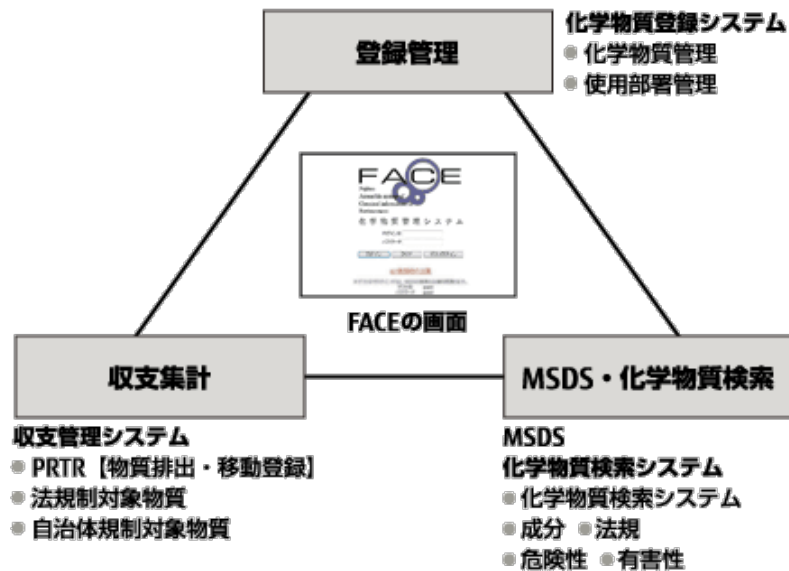 化学物質登録システム
登録管理
化学物質管理
使用部署管理
FACE
化学物質管理システム
FACEの画面
収支集計
MSDS・化学物質検索
収支管理システム
PRTR【物質排出・移動登録】
法規制対象物質
自治体規制対象物質
MSDS
化学物質検索システム
化学物質検索システム
成分 法規
危険性 有害性